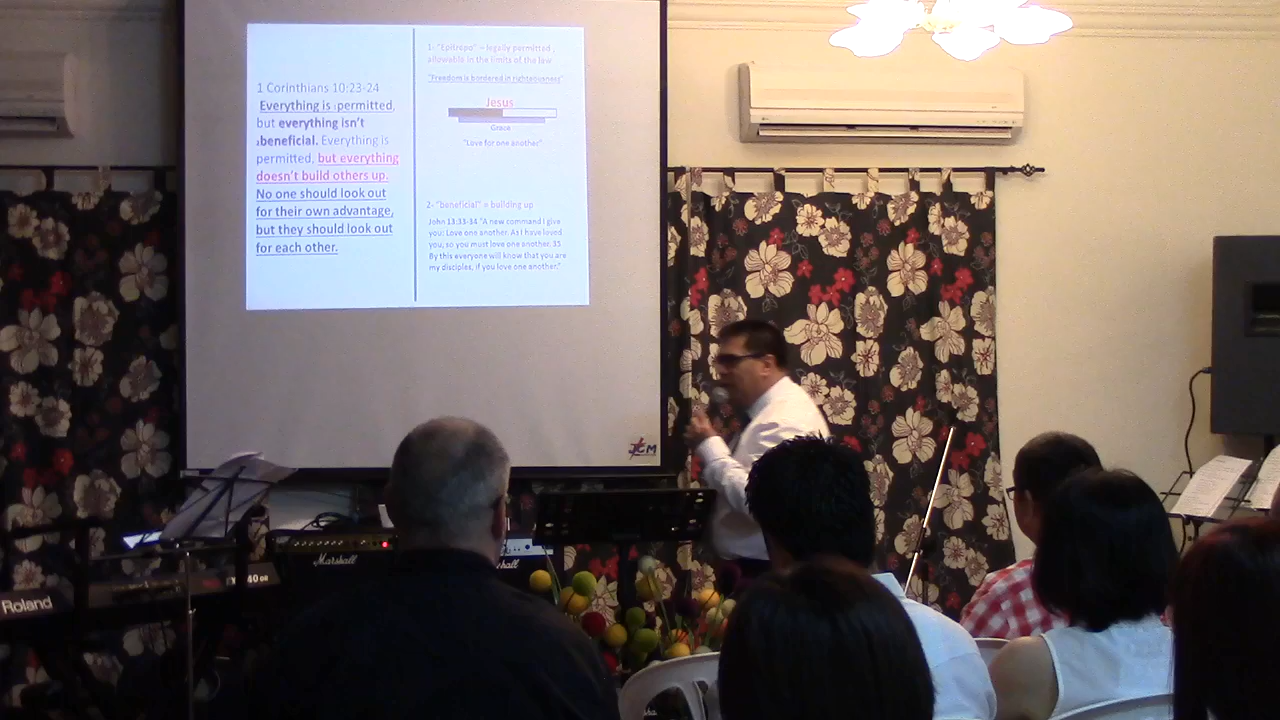 1 Corinthians 10:23-24
Everything is permitted,
but everything isn't
beneficial. Everything is
permitted, but everything
doesn't build others up.
No one should look out
for their own advantage,
but they should look out
for each other.
1- "Epitrepo" – legally permitted ,
allowable in the limits of the law
"Freedom is bordered in righteousness"
Jesus
Grace
"Love for one another"
2- "beneficial" = building up
John 13:33-34 "A new command I give
you: Love one another. As I have loved
you, so you must love one another. 35
By this everyone will know that you are
my disciples, if you love one another."
JCM
Marshall
Roland